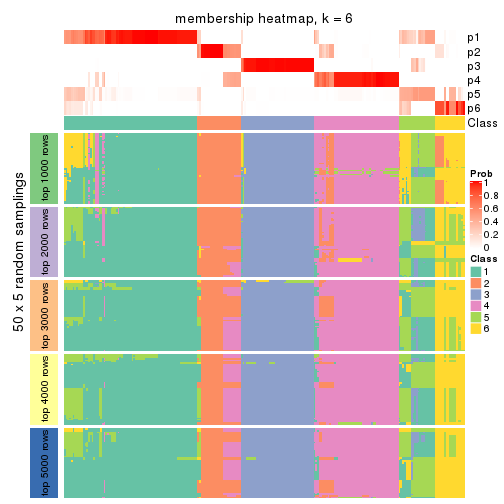 membership heatmap, k = 6
p1
p2
p3
p4
p5
p6
Class
50 x 5 random samplings
top 1000 rows
top 2000 rows
top 3000 rows
top 4000 rows
top 5000 rows
Prob
1
0.8
0.6
0.4
0.2
0
Class
1
2
3
4
5
6